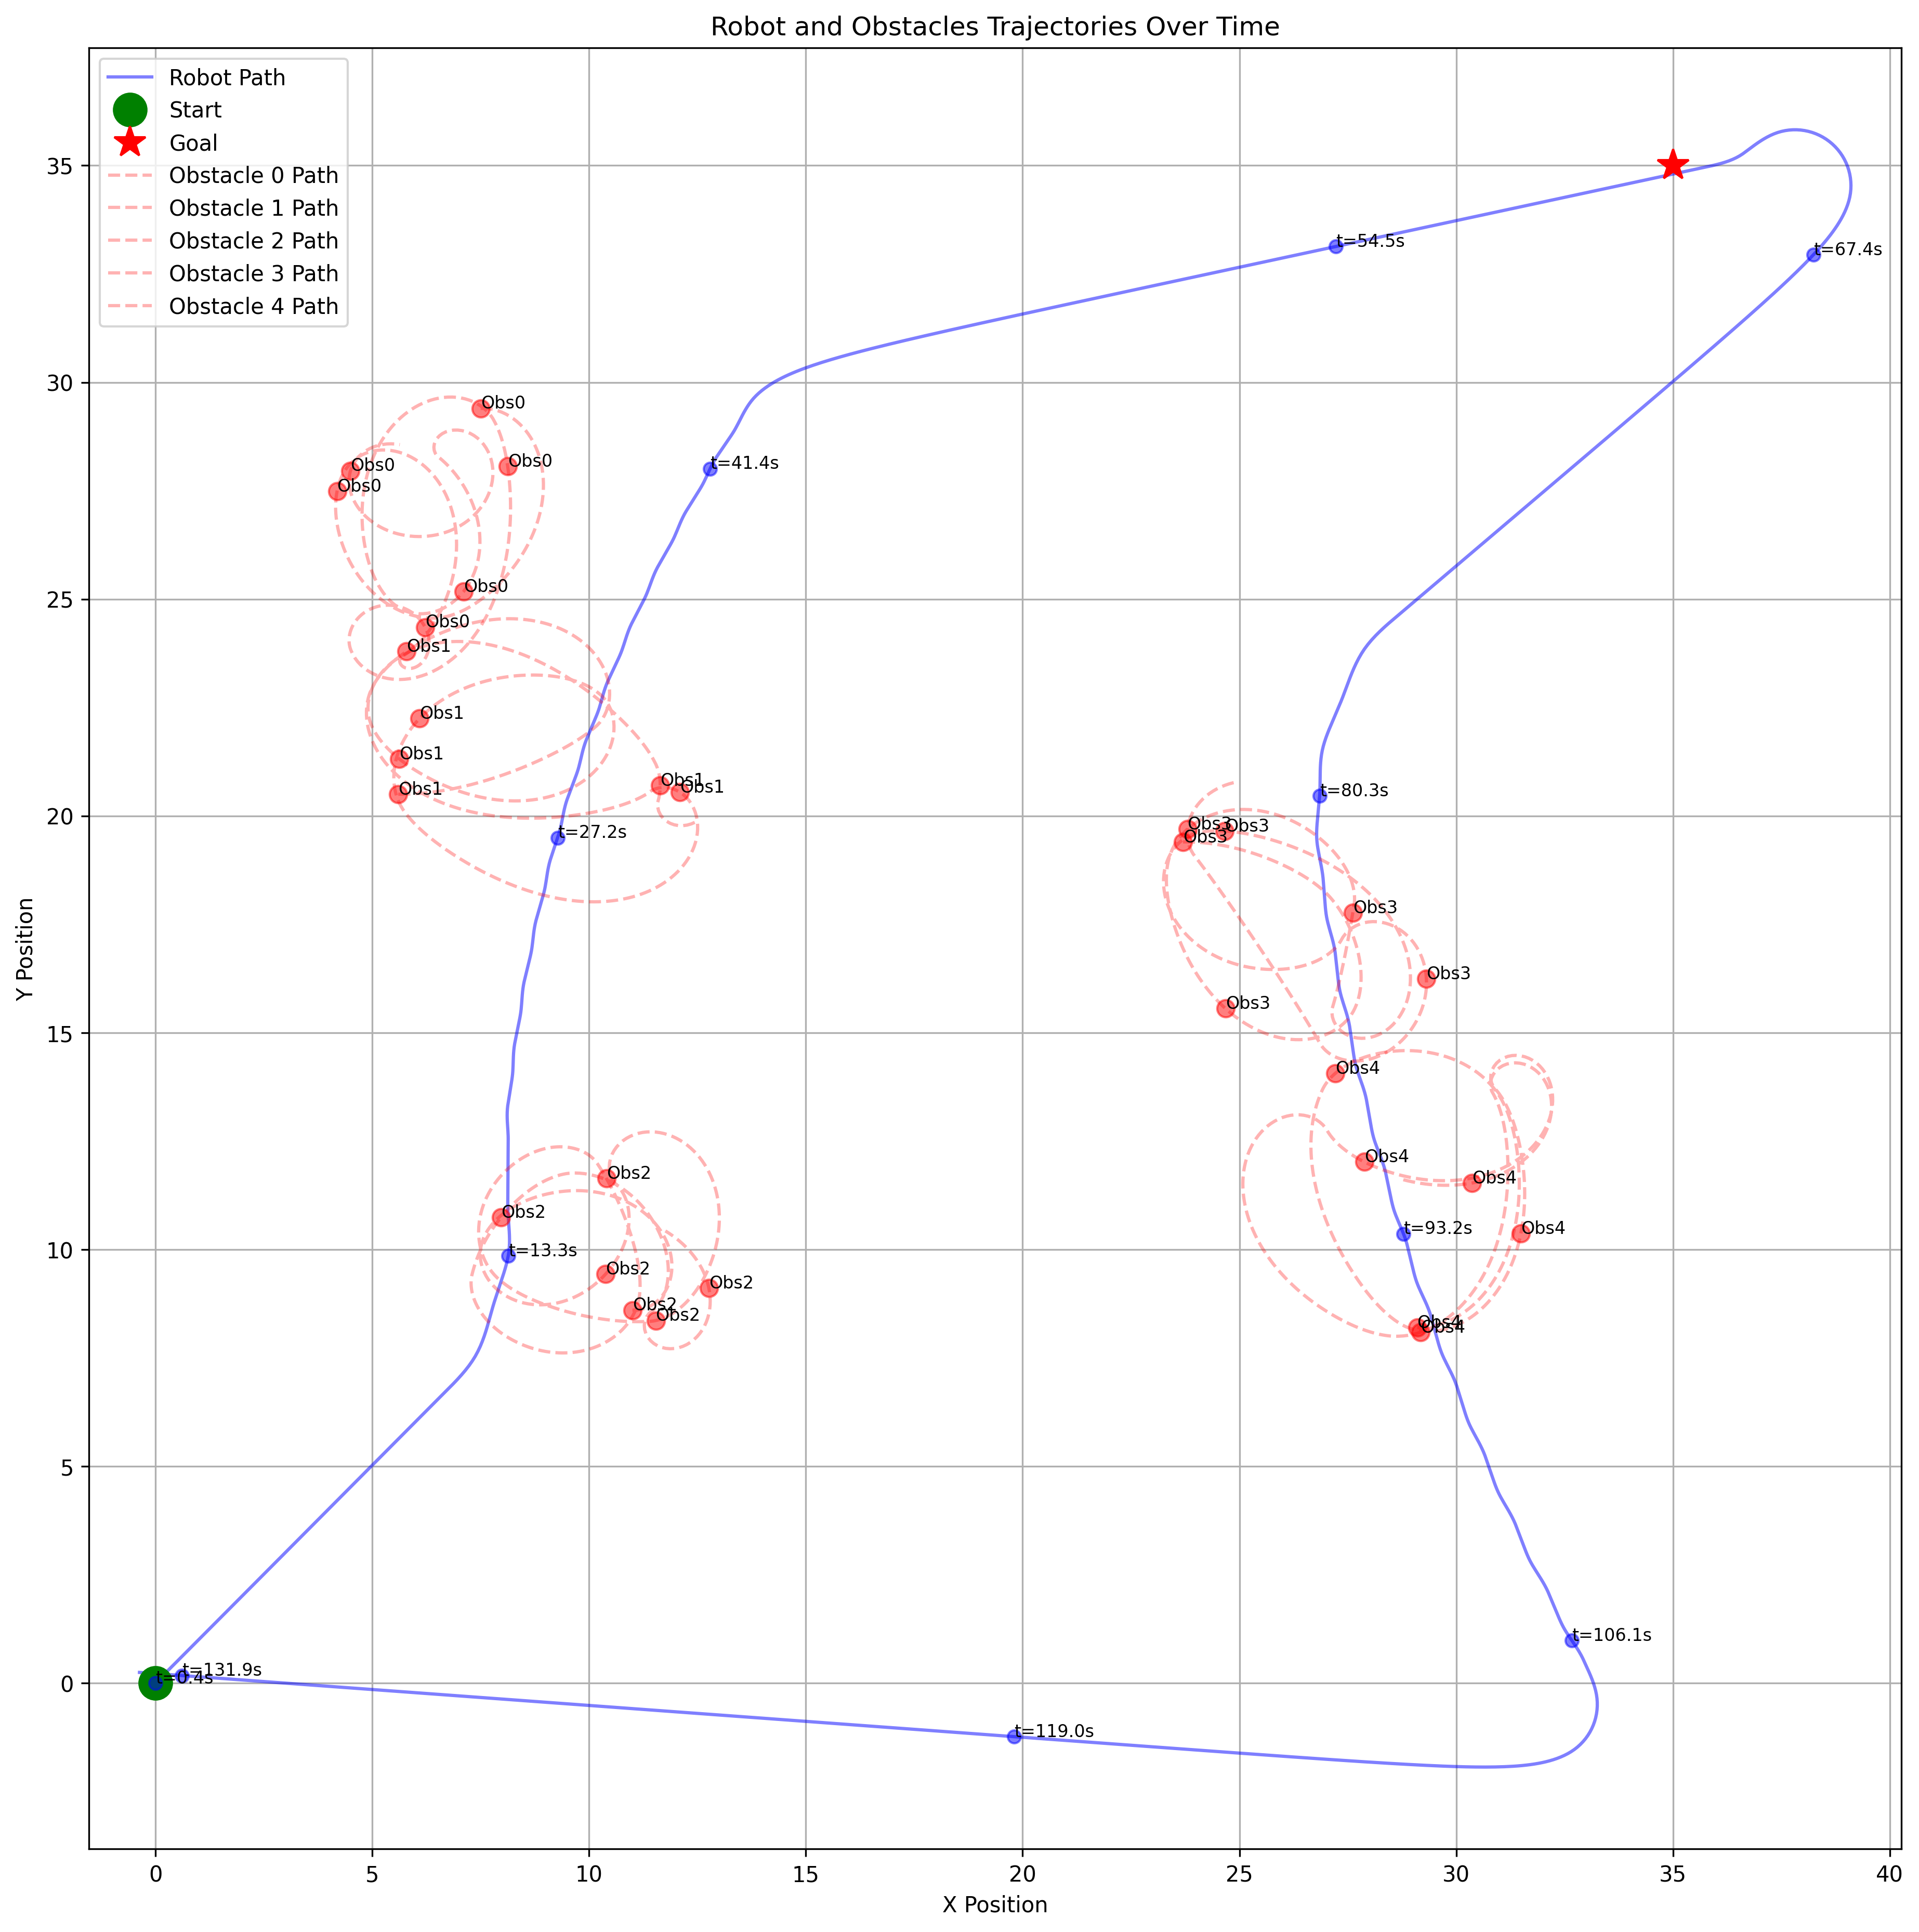 Robot and Obstacles Trajectories Over Time
Robot Path
Start
Goal
Obstacle 0 Path
Obstacle 1 Path
Obstacle 2 Path
Obstacle 3 Path
Obstacle 4 Path
Y Position
35
30
25
20
15
10
5
0
t=54.5s
t=67.4s
Obs0
Obs0
Obs0
Obs0
t=41.4s
Obs0
Obs0
Obs1
Obs1
Obs1
Obs1
Obs1
Obs1
t=80.3s
t=27.2s
Obs3
Obs3
Obs3
Obs3
Obs3
Obs3
Obs4
Obs4
Obs4
Obs4
Obs4
Obs4
Obs2
Obs2
t=13.3s
Obs2
Obs2
Obs2
Obs2
t=93.2s
t=106.1s
t=131.9s
t=0.4s
t=119.0s
0
5
10
15
20
25
30
35
40
X Position